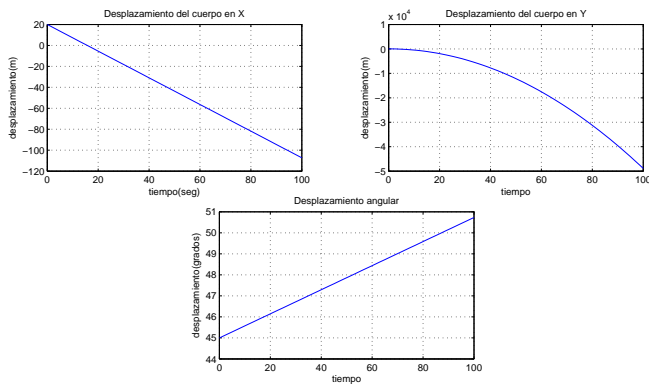 Desplazamiento del cuerpo en X
20
0
−20
−40
−60
−80
−100
−120
desplazamiento(m)
0 20 40 60 80 100
tiempo(seg)
Desplazamiento del cuerpo en Y
x 10⁴
1
0
−1
−2
−3
−4
−5
desplazamiento(m)
0 20 40 60 80 100
tiempo
Desplazamiento angular
51
50
49
48
47
46
45
44
desplazamiento(grados)
0 20 40 60 80 100
tiempo